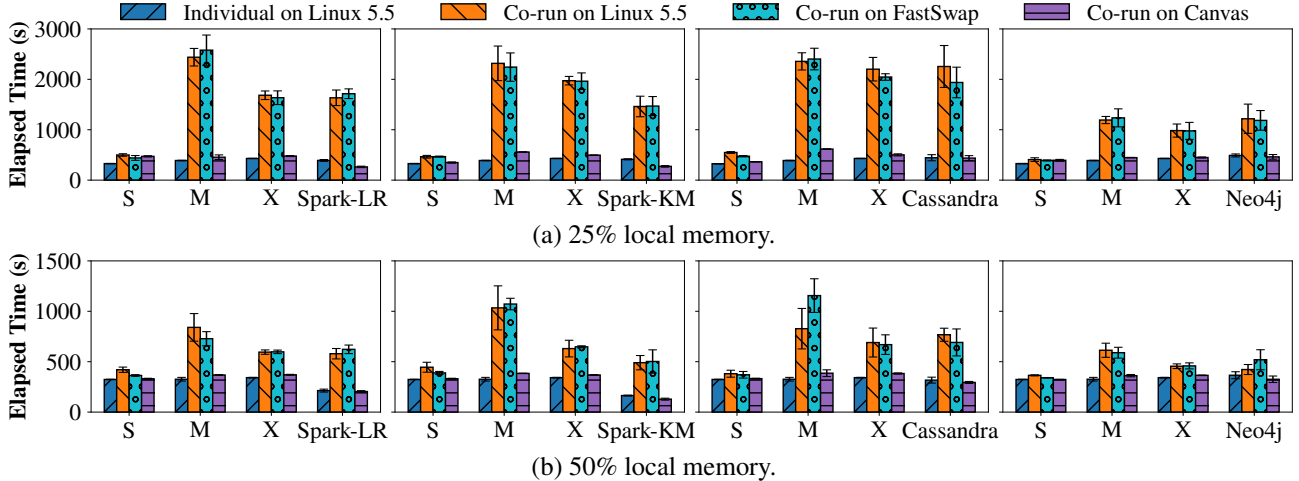 Individual on Linux 5.5 Co-run on Linux 5.5 Co-run on FastSwap Co-run on Canvas
Elapsed Time (s)
3000
2000
1000
0
S M X Spark-LR S M X Spark-KM S M X Cassandra S M X Neo4j
(a) 25% local memory.
Elapsed Time (s)
1500
1000
500
0
S M X Spark-LR S M X Spark-KM S M X Cassandra S M X Neo4j
(b) 50% local memory.